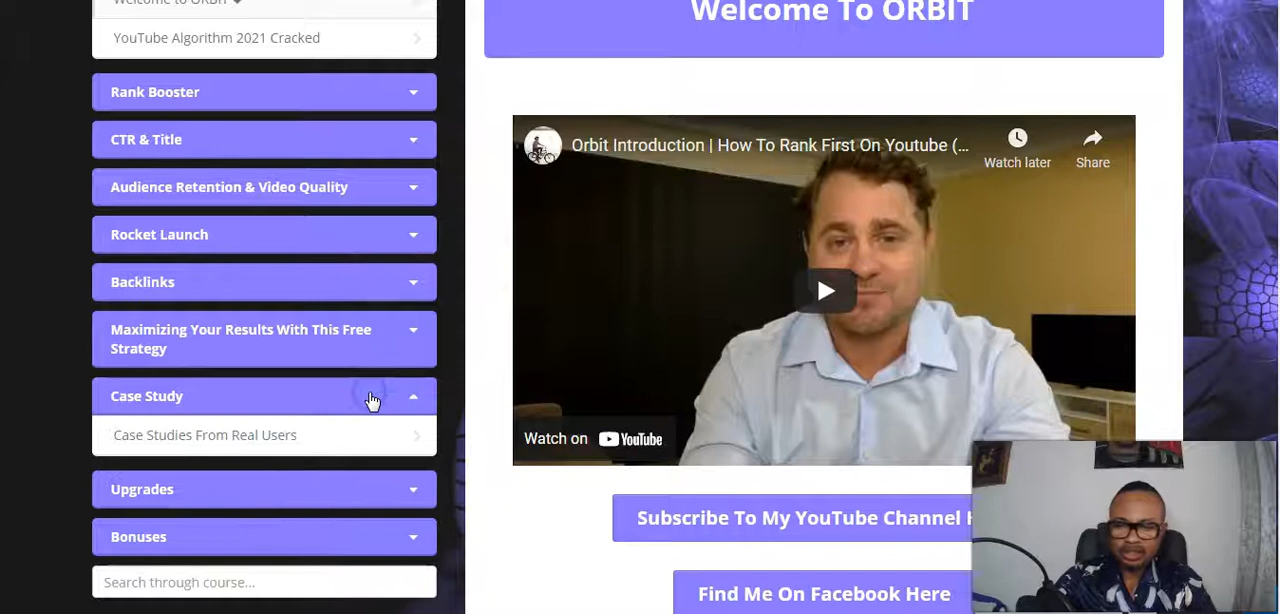 Welcome to ORBIT
YouTube Algorithm 2021 Cracked
Rank Booster
CTR & Title
Audience Retention & Video Quality
Rocket Launch
Backlinks
Maximizing Your Results With This Free
Strategy
Case Study
Case Studies From Real Users
Upgrades
Bonuses
Search through course...
Welcome To ORBIT
Orbit Introduction | How To Rank First On Youtube (...
Watch later
Share
Watch on YouTube
Subscribe To My YouTube Channel
Find Me On Facebook Here